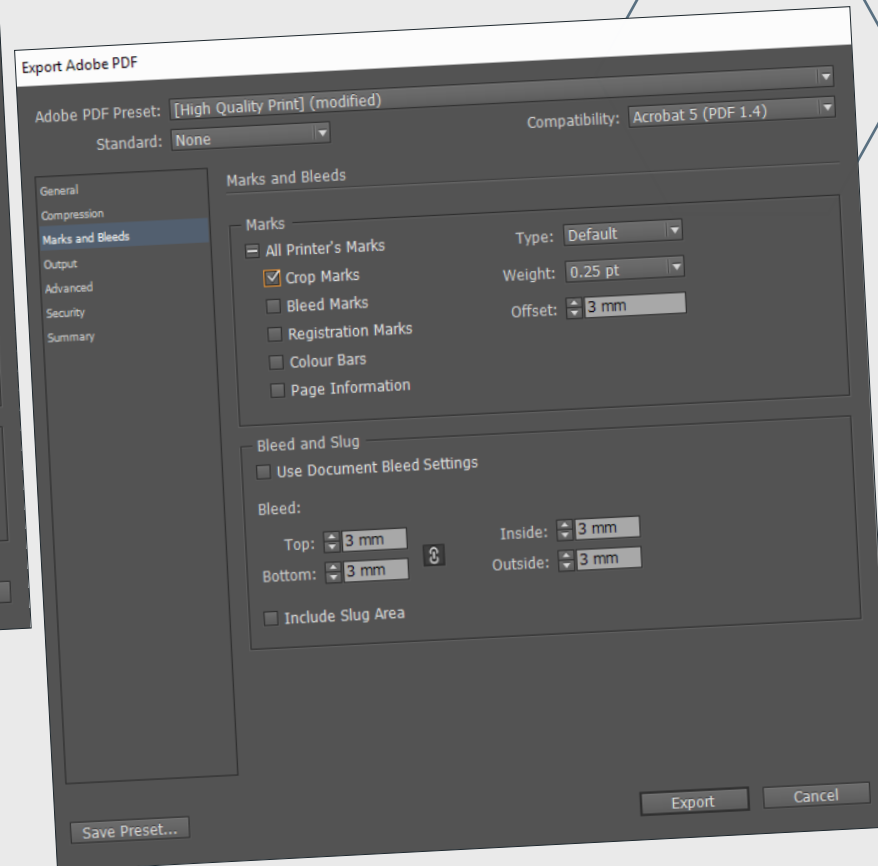 Export Adobe PDF
Adobe PDF Preset: [High Quality Print] (modified)
Standard: None
Compatibility: Acrobat 5 (PDF 1.4)
General
Compression
Marks and Bleeds
Output
Advanced
Security
Summary
Marks and Bleeds
Marks
All Printer's Marks
Crop Marks
Bleed Marks
Registration Marks
Colour Bars
Page Information
Type: Default
Weight: 0.25 pt
Offset: 3 mm
Bleed and Slug
Use Document Bleed Settings
Bleed:
Top: 3 mm
Bottom: 3 mm
Inside: 3 mm
Outside: 3 mm
Include Slug Area
Save Preset...
Export
Cancel